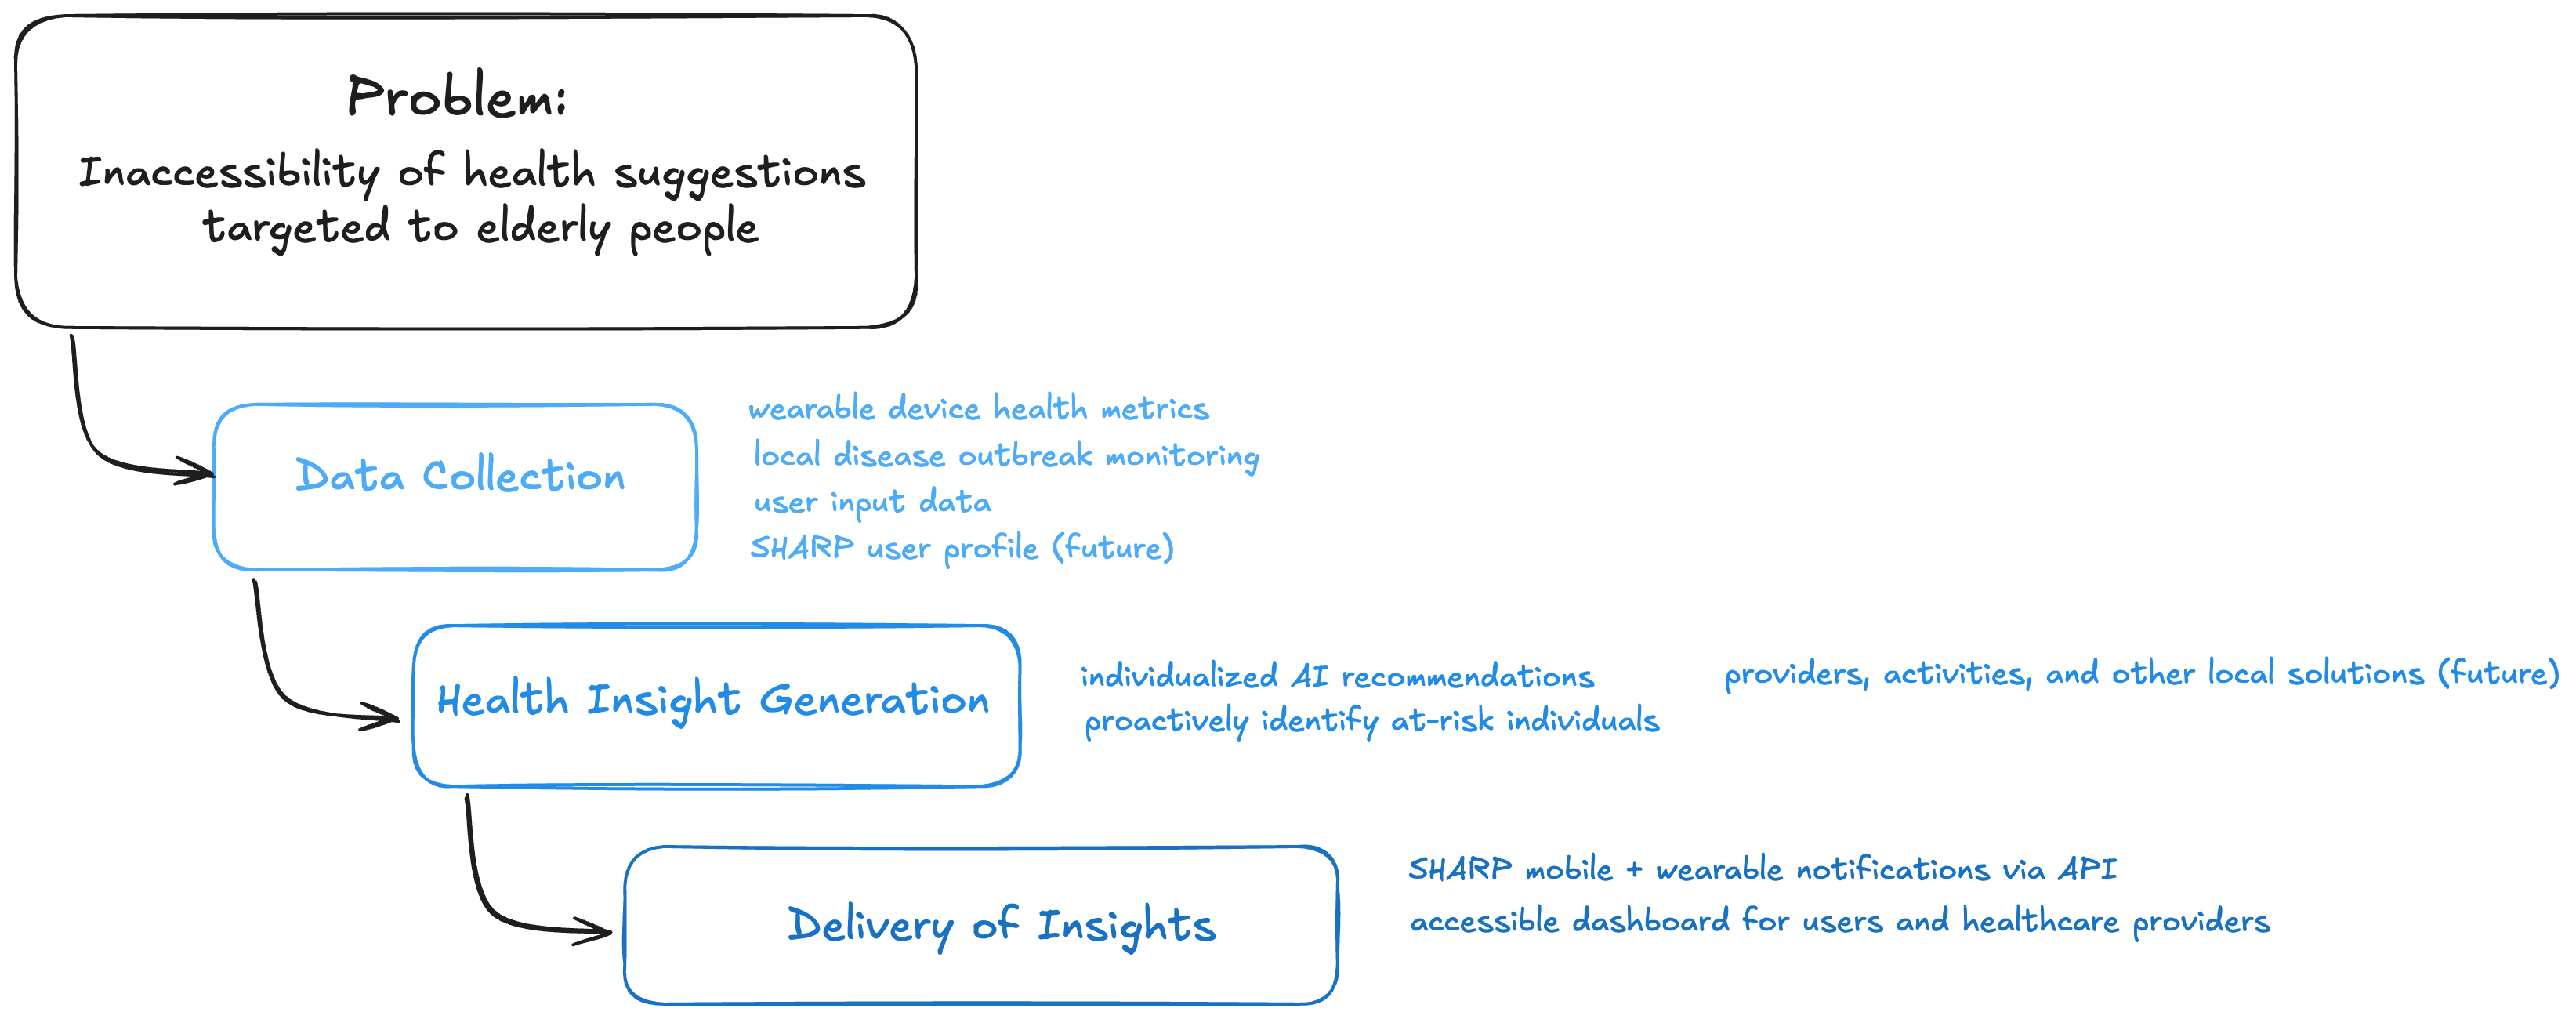 Problem:
Inaccessibility of health suggestions
targeted to elderly people
Data Collection
wearable device health metrics
local disease outbreak monitoring
user input data
SHARP user profile (future)
Health Insight Generation
individualized AI recommendations
proactively identify at-risk individuals
providers, activities, and other local solutions (future)
Delivery of Insights
SHARP mobile + wearable notifications via API
accessible dashboard for users and healthcare providers